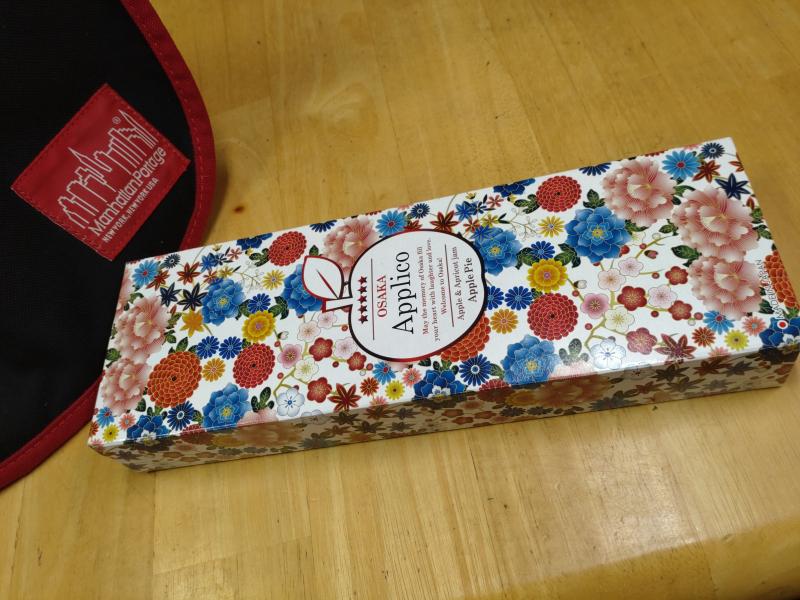 Manhattan Portage®
NEW YORK, NEW YORK USA
OSAKA
Applico
May the memory of Osaka fill
your heart with laughter and love.
Welcome to Osaka!
Apple & Apricot jam
Apple Pie
JAPAN